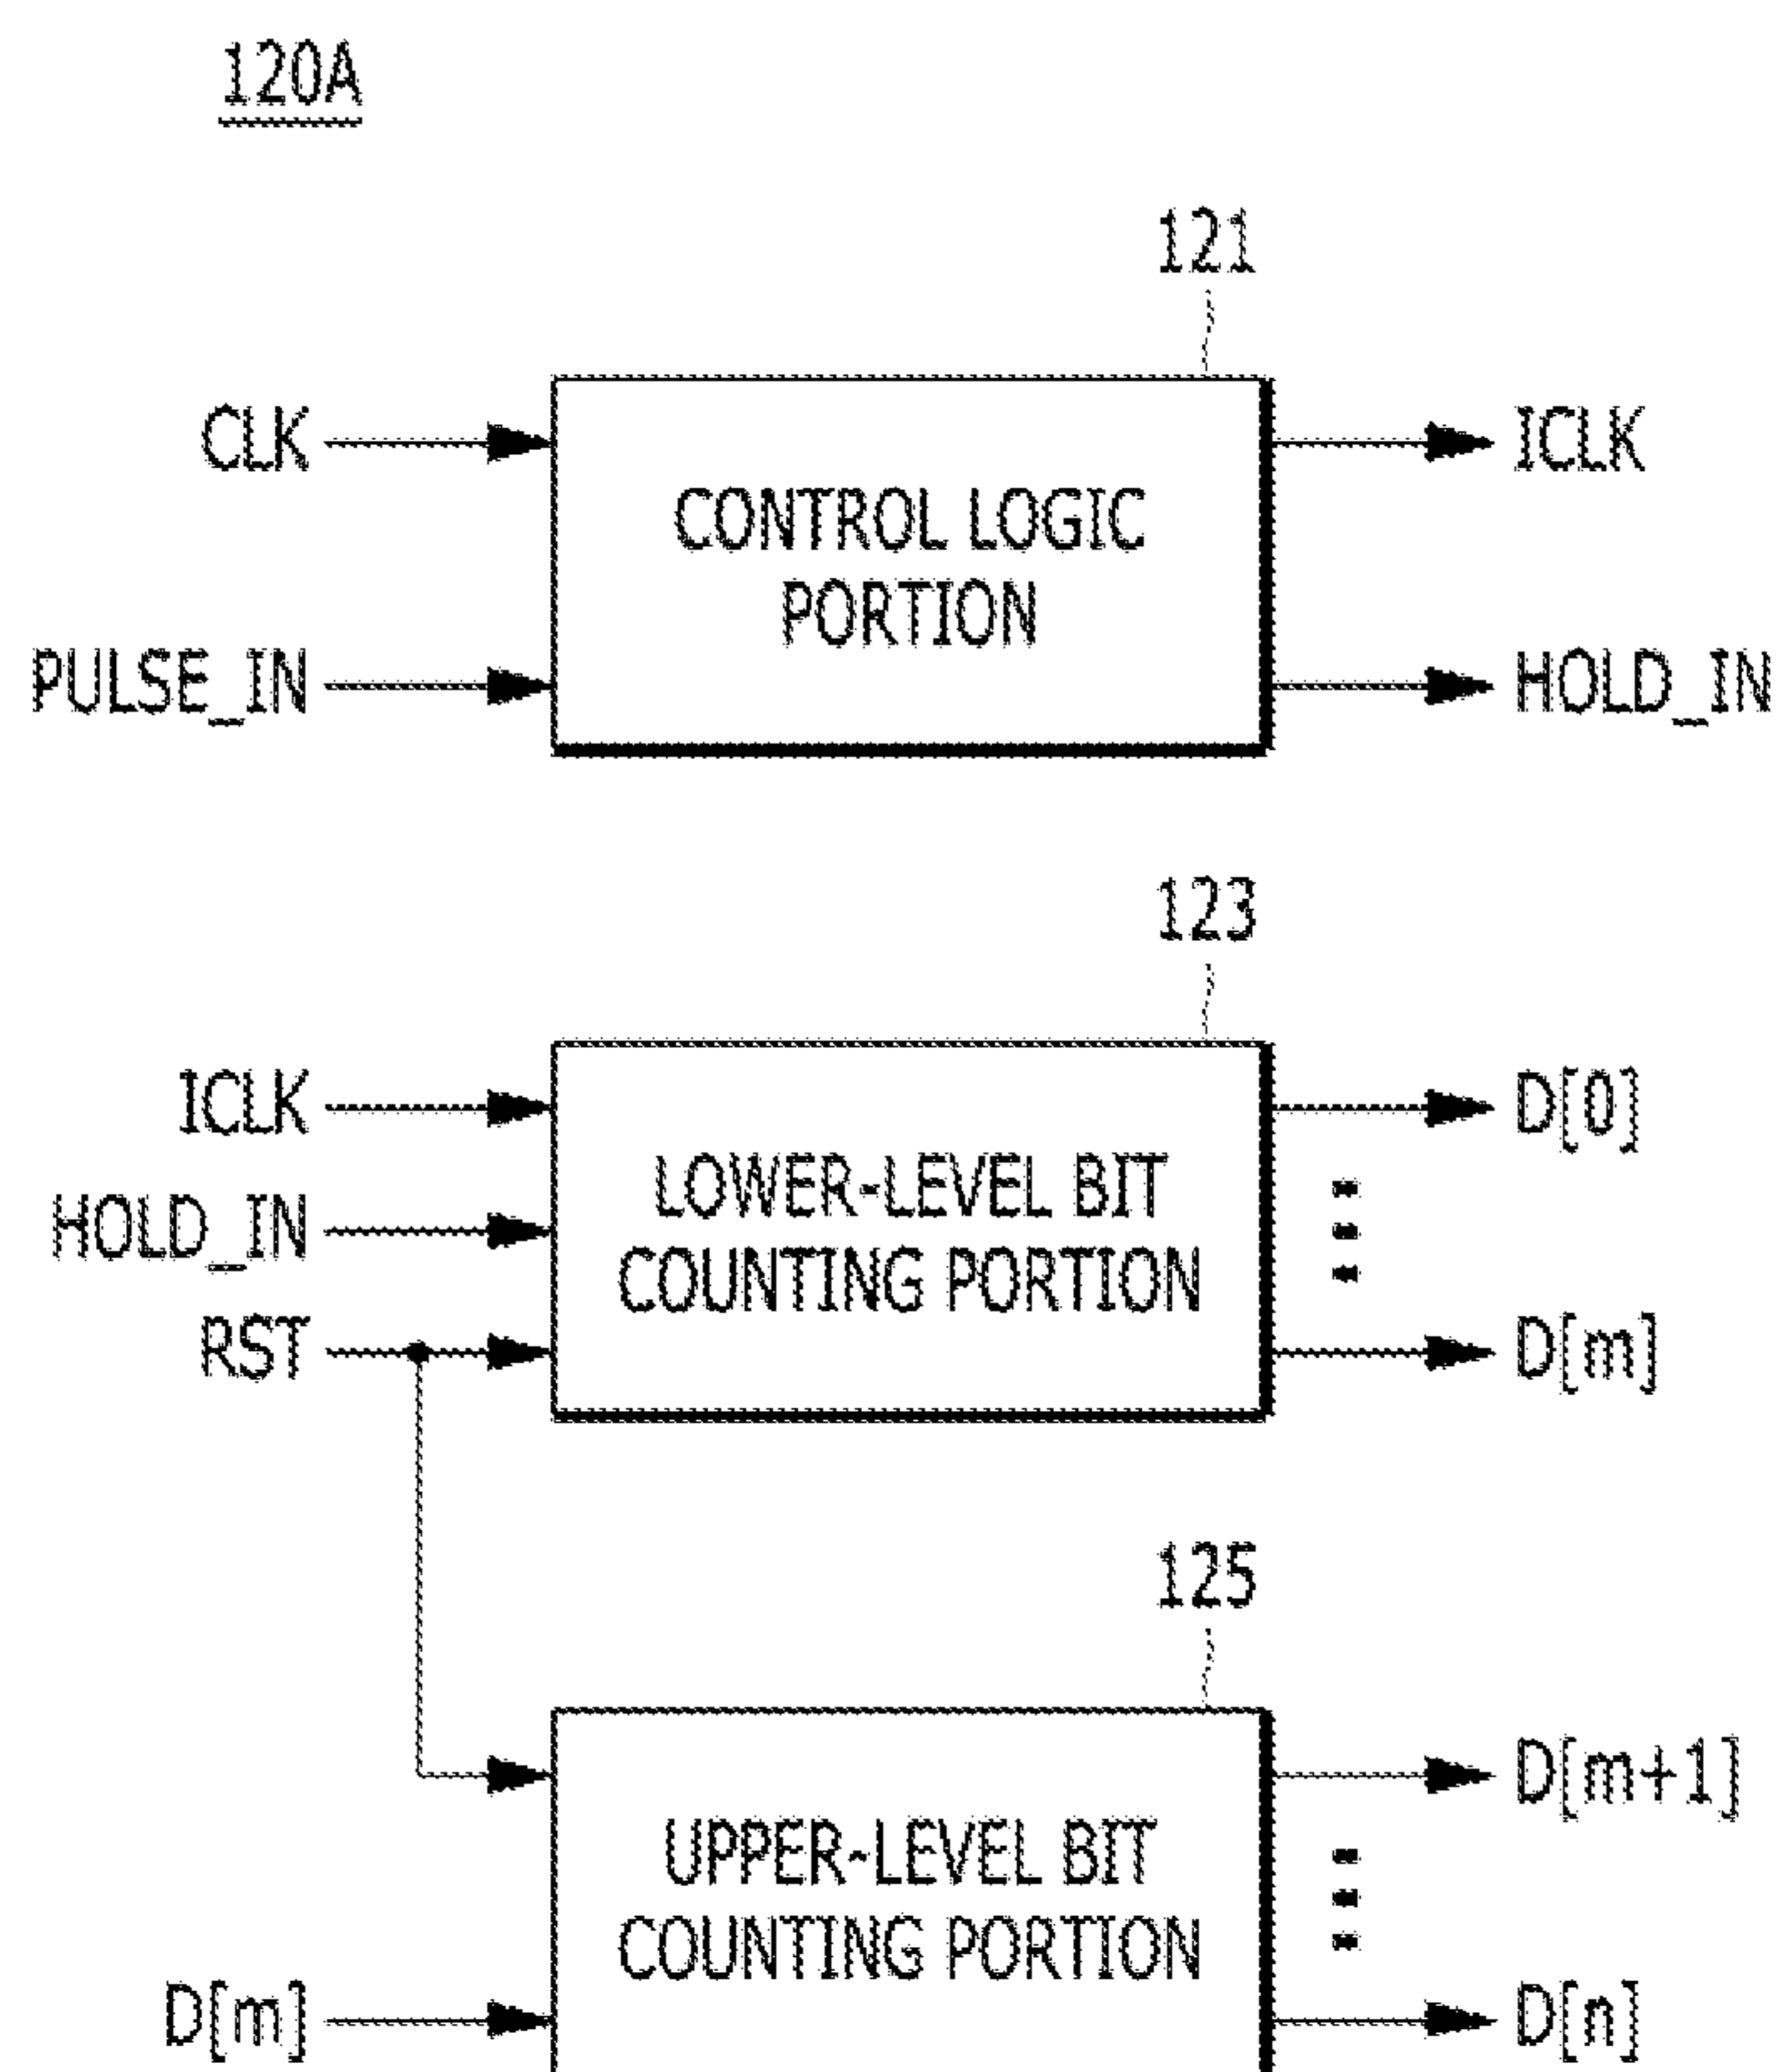 120A
121
CLK
ICLK
CONTROL LOGIC
PORTION
PULSE_IN
HOLD_IN
123
ICLK
D[0]
LOWER-LEVEL BIT
HOLD_IN
COUNTING PORTION
RST
D[m]
125
D[m+1]
UPPER-LEVEL BIT
COUNTING PORTION
D[m]
D[n]